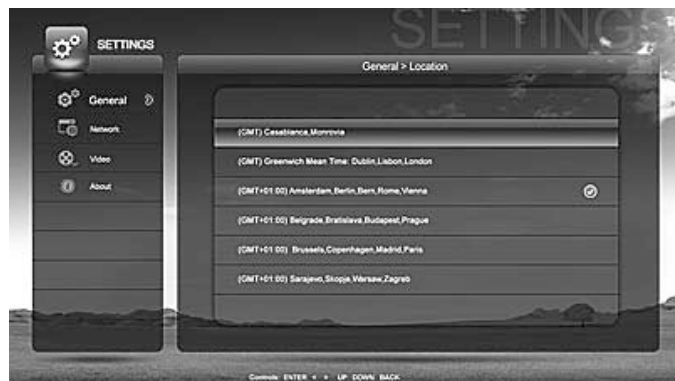 SETTINGS
SETTINGS
General > Location
General
Network
Video
About
(GMT) Casablanca,Monrovia
(GMT) Greenwich Mean Time: Dublin,Lisbon,London
(GMT+01:00) Amsterdam,Berlin,Bern,Rome,Vienna
(GMT+01:00) Belgrade,Bratislava,Budapest,Prague
(GMT+01:00) Brussels,Copenhagen,Madrid,Paris
(GMT+01:00) Sarajevo,Skopje,Warsaw,Zagreb
Controls: ENTER < > UP DOWN BACK